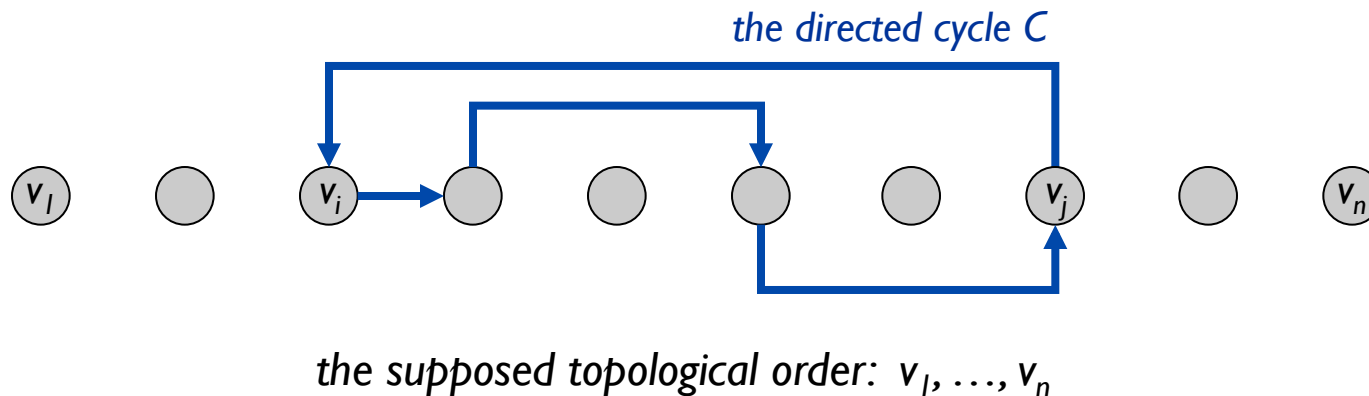 the directed cycle C
v1 vi vj vn
the supposed topological order: v1, …, vn